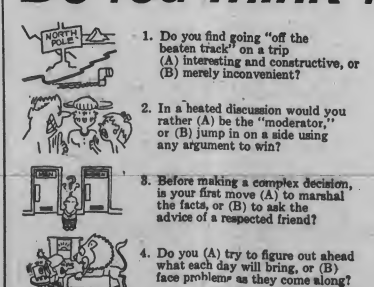 Do You Think
NORTH
POLE
1. Do you find going "off the
beaten track" on a trip
(A) interesting and constructive, or
(B) merely inconvenient?
2. In a heated discussion would you
rather (A) be the "moderator,"
or (B) jump in on a side using
any argument to win?
3. Before making a complex decision,
is your first move (A) to marshal
the facts, or (B) to ask the
advice of a respected friend?
4. Do you (A) try to figure out ahead
what each day will bring, or (B)
face problems as they come along?